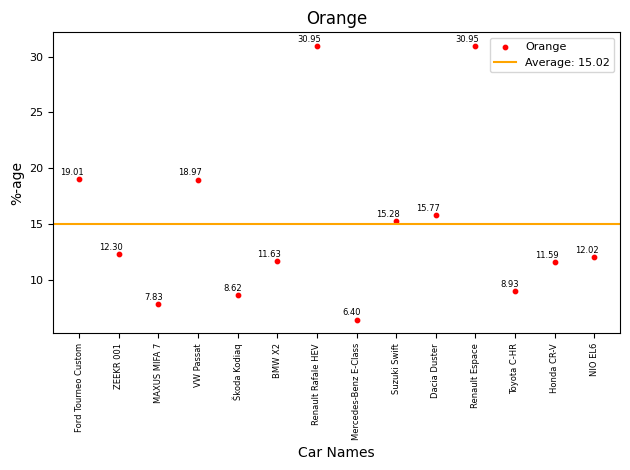 Orange
%-age
30
25
20
15
10
19.01
12.30
7.83
18.97
8.62
11.63
30.95
6.40
15.28
15.77
30.95
8.93
11.59
12.02
Orange
Average: 15.02
Ford Tourneo Custom
ZEEKR 001
MAXUS MIFA 7
VW Passat
Škoda Kodiaq
BMW X2
Renault Rafale HEV
Mercedes-Benz E-Class
Suzuki Swift
Dacia Duster
Renault Espace
Toyota C-HR
Honda CR-V
NIO EL6
Car Names